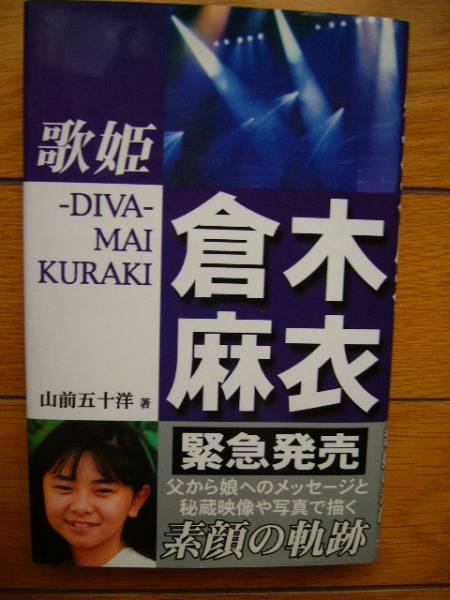 歌姫
-DIVA-
MAI
KURAKI
倉木
麻衣
山前五十洋 著
緊急発売
父から娘へのメッセージと
秘蔵映像や写真で描く
素顔の軌跡